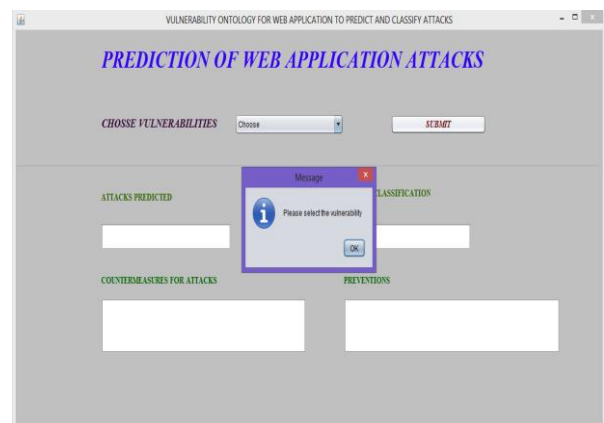 VULNERABILITY ONTOLOGY FOR WEB APPLICATION TO PREDICT AND CLASSIFY ATTACKS
PREDICTION OF WEB APPLICATION ATTACKS
CHOSSE VULNERABILITIES Choose SUBMIT
Message
ATTACKS PREDICTED CLASSIFICATION
Please select the vulnerability
OK
COUNTERMEASURES FOR ATTACKS PREVENTIONS